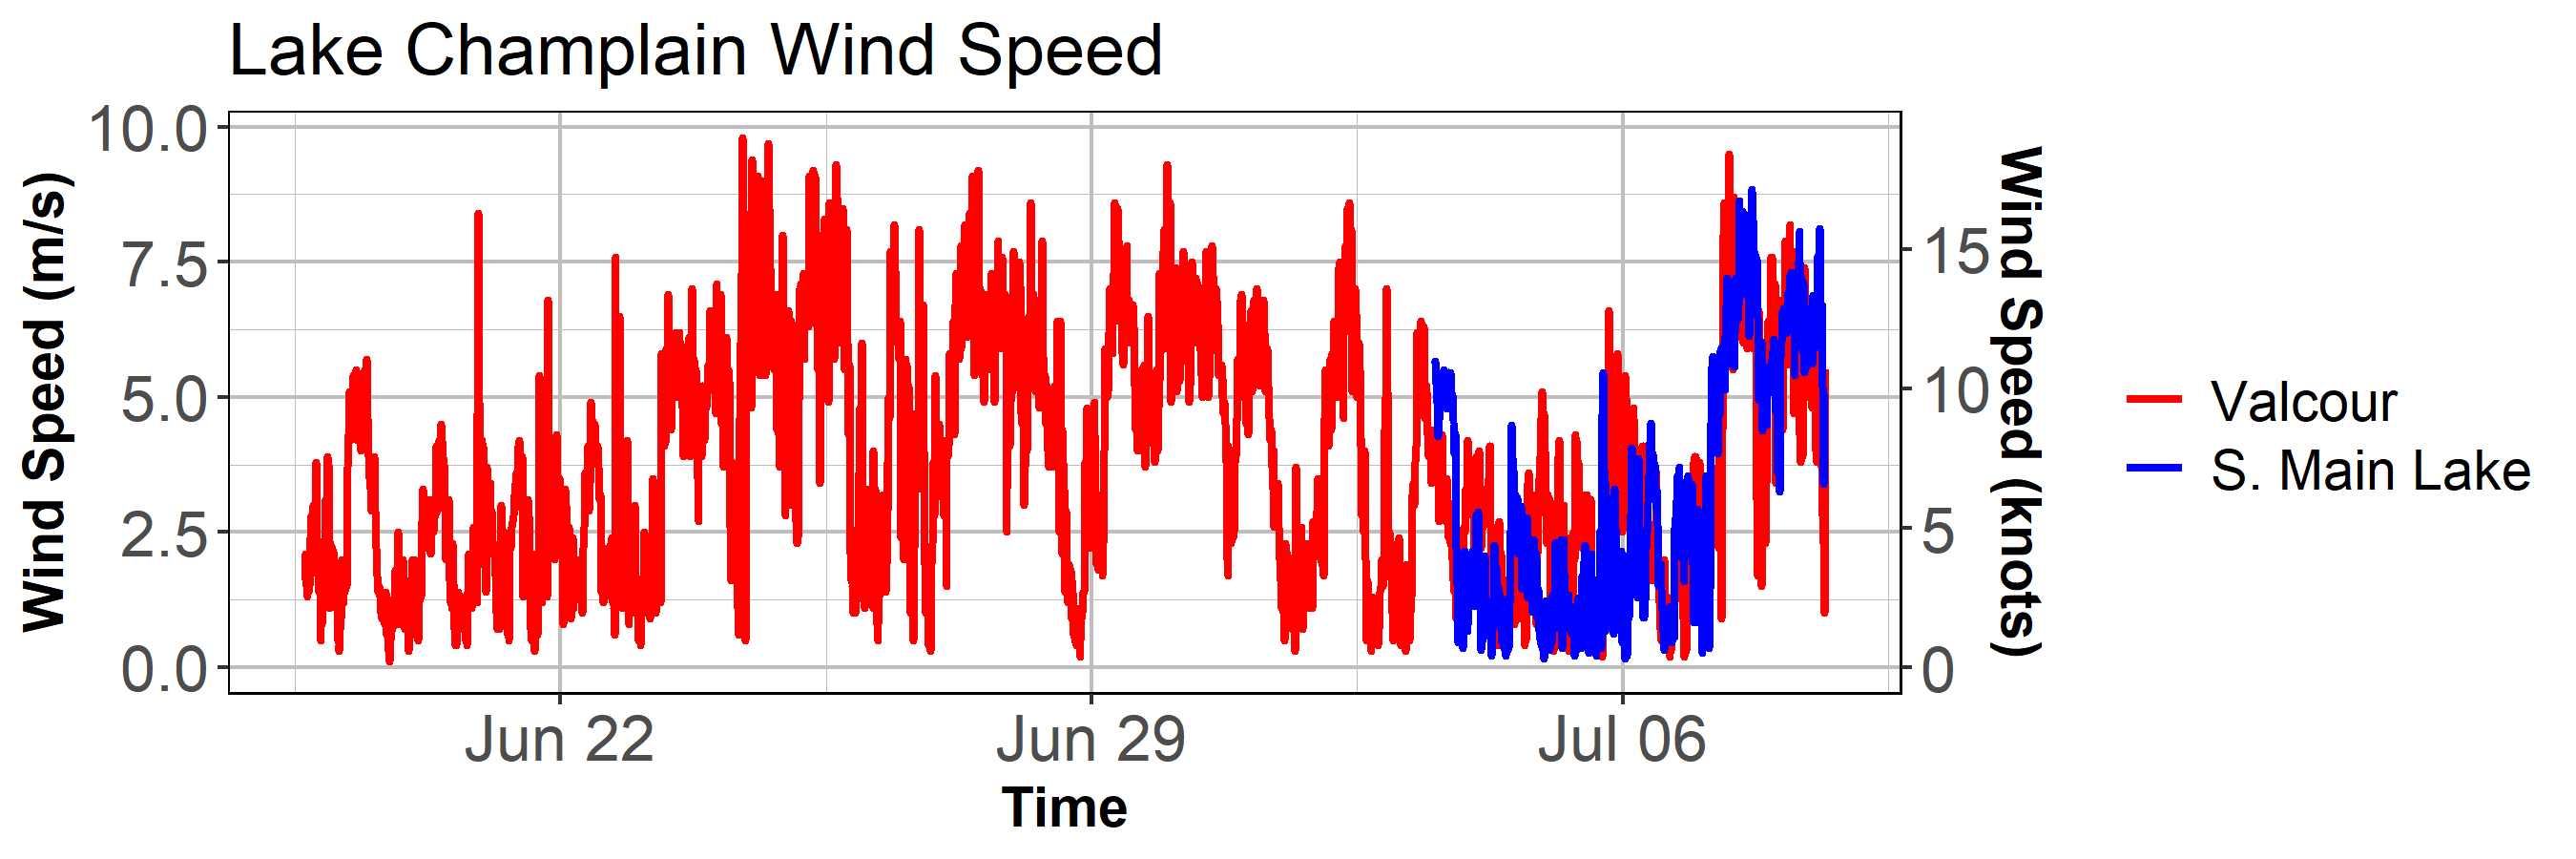 Lake Champlain Wind Speed
Wind Speed (m/s)
10.0
7.5
5.0
2.5
0.0
Jun 22
Jun 29
Jul 06
Time
15
10
5
0
Wind Speed (knots)
Valcour
S. Main Lake